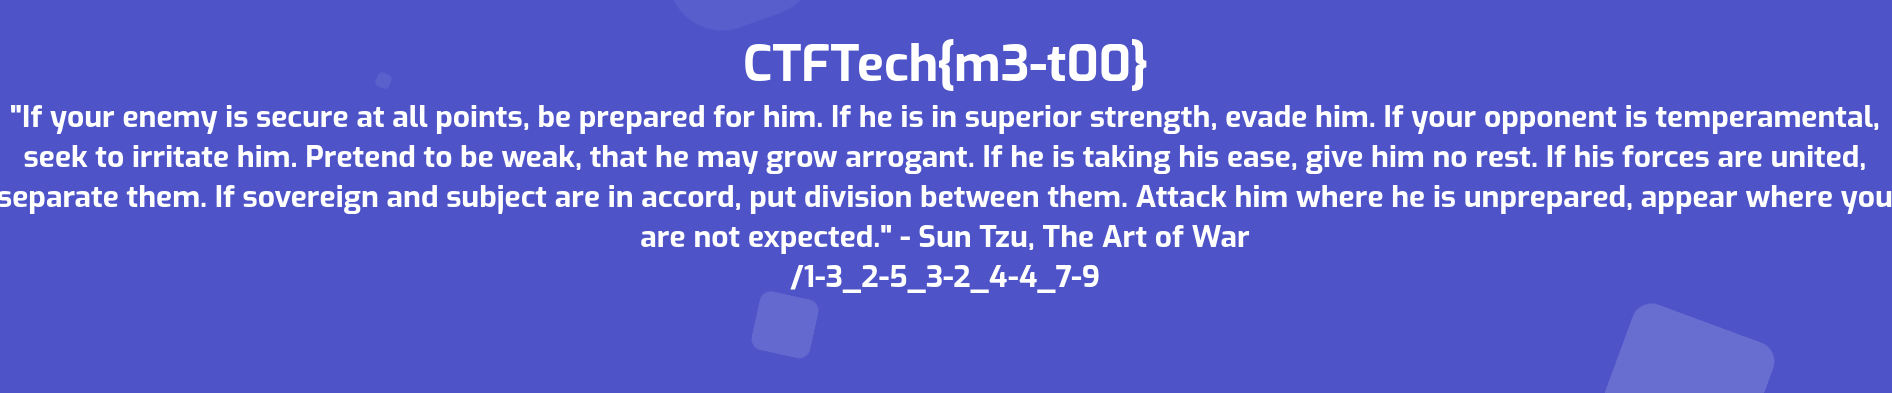 CTFTech{m3-t00}
"If your enemy is secure at all points, be prepared for him. If he is in superior strength, evade him. If your opponent is temperamental,
seek to irritate him. Pretend to be weak, that he may grow arrogant. If he is taking his ease, give him no rest. If his forces are united,
separate them. If sovereign and subject are in accord, put division between them. Attack him where he is unprepared, appear where you
are not expected." - Sun Tzu, The Art of War
/1-3_2-5_3-2_4-4_7-9